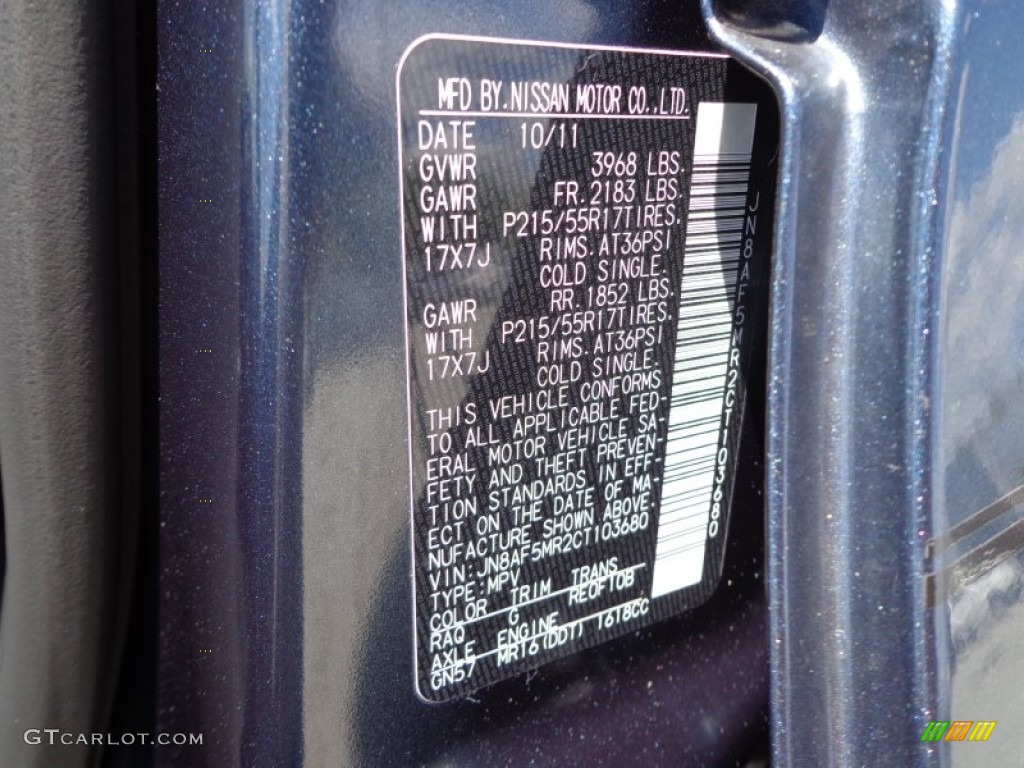 MFD BY.NISSAN MOTOR CO.,LTD.
DATE 10/11
GVWR 3968 LBS.
GAWR FR.2183 LBS.
WITH P215/55R17TIRES.
17X7J RIMS.AT36PSI
COLD SINGLE.
GAWR RR.1852 LBS.
WITH P215/55R17TIRES.
17X7J RIMS.AT36PSI
COLD SINGLE.
THIS VEHICLE CONFORMS
TO ALL APPLICABLE FED-
ERAL MOTOR VEHICLE SA-
FETY AND THEFT PREVEN-
TION STANDARDS IN EFF-
ECT ON THE DATE OF MA-
NUFACTURE SHOWN ABOVE.
VIN:JN8AF5MR2CT103680
TYPE:MPV
COLOR TRIM TRANS
RAQ G RE0F10B
AXLE ENGINE
GN57 MR16(DDT) 1618CC
JN8AF5MR2CT103680
GTCARLOT.COM